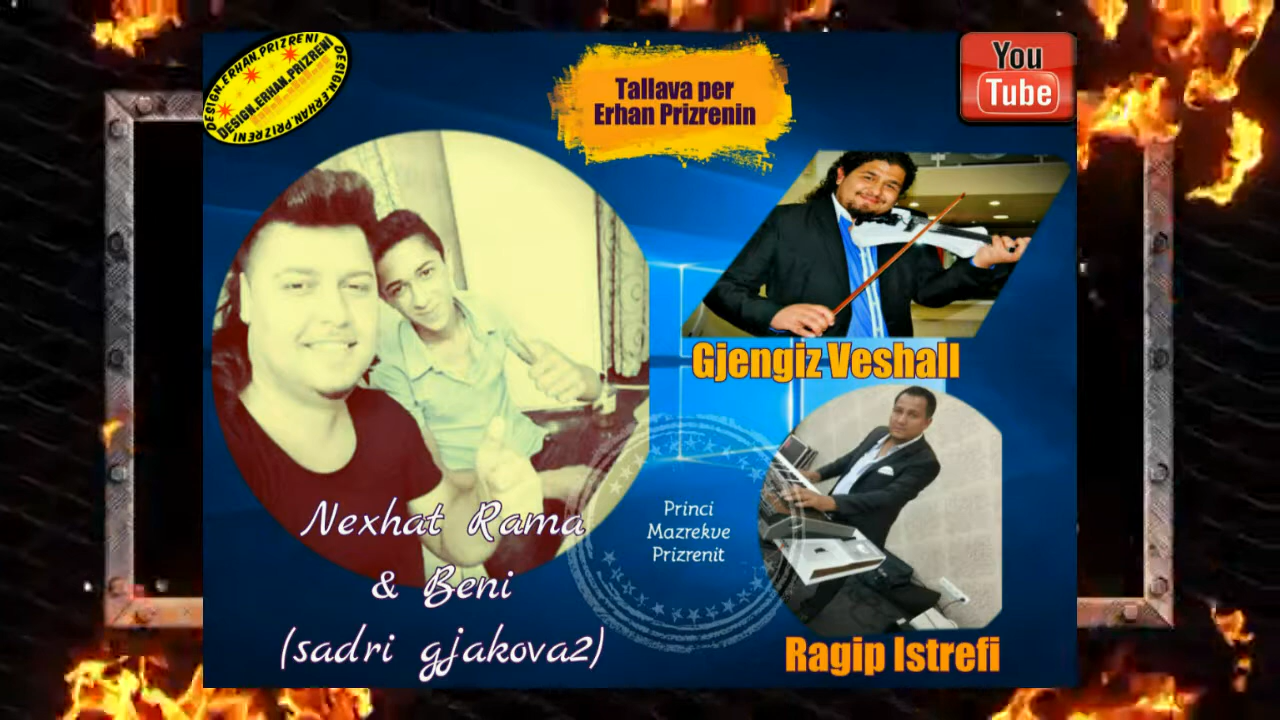 DESIGN.ERHAN.PRIZRENI
DESIGN.ERHAN.PRIZRENI
DESIGN.ERHAN.PRIZRENI
Tallava per
Erhan Prizrenin
You
Tube
Gjengiz Veshall
Nexhat Rama
& Beni
(sadri gjakova2)
Princi
Mazrekve
Prizrenit
Ragip Istrefi